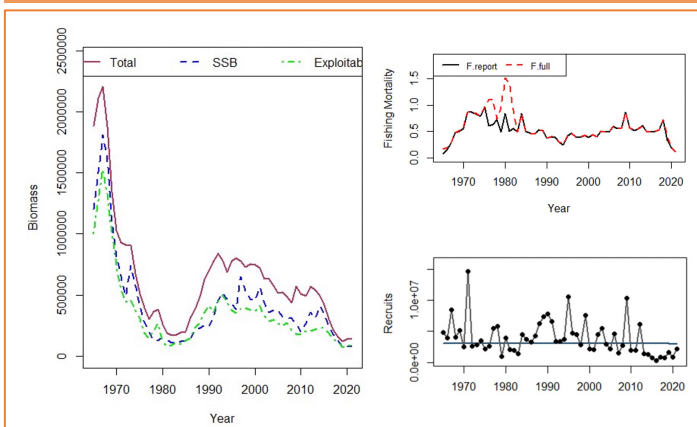 Total SSB Exploitab
2500000
2000000
1500000
1000000
500000
0
Biomass
1970 1980 1990 2000 2010 2020
Year
F.report F.full
1.5
1.0
0.5
0.0
Fishing Mortality
1970 1980 1990 2000 2010 2020
Year
1.0e+07
0.0e+00
Recruits
1970 1980 1990 2000 2010 2020